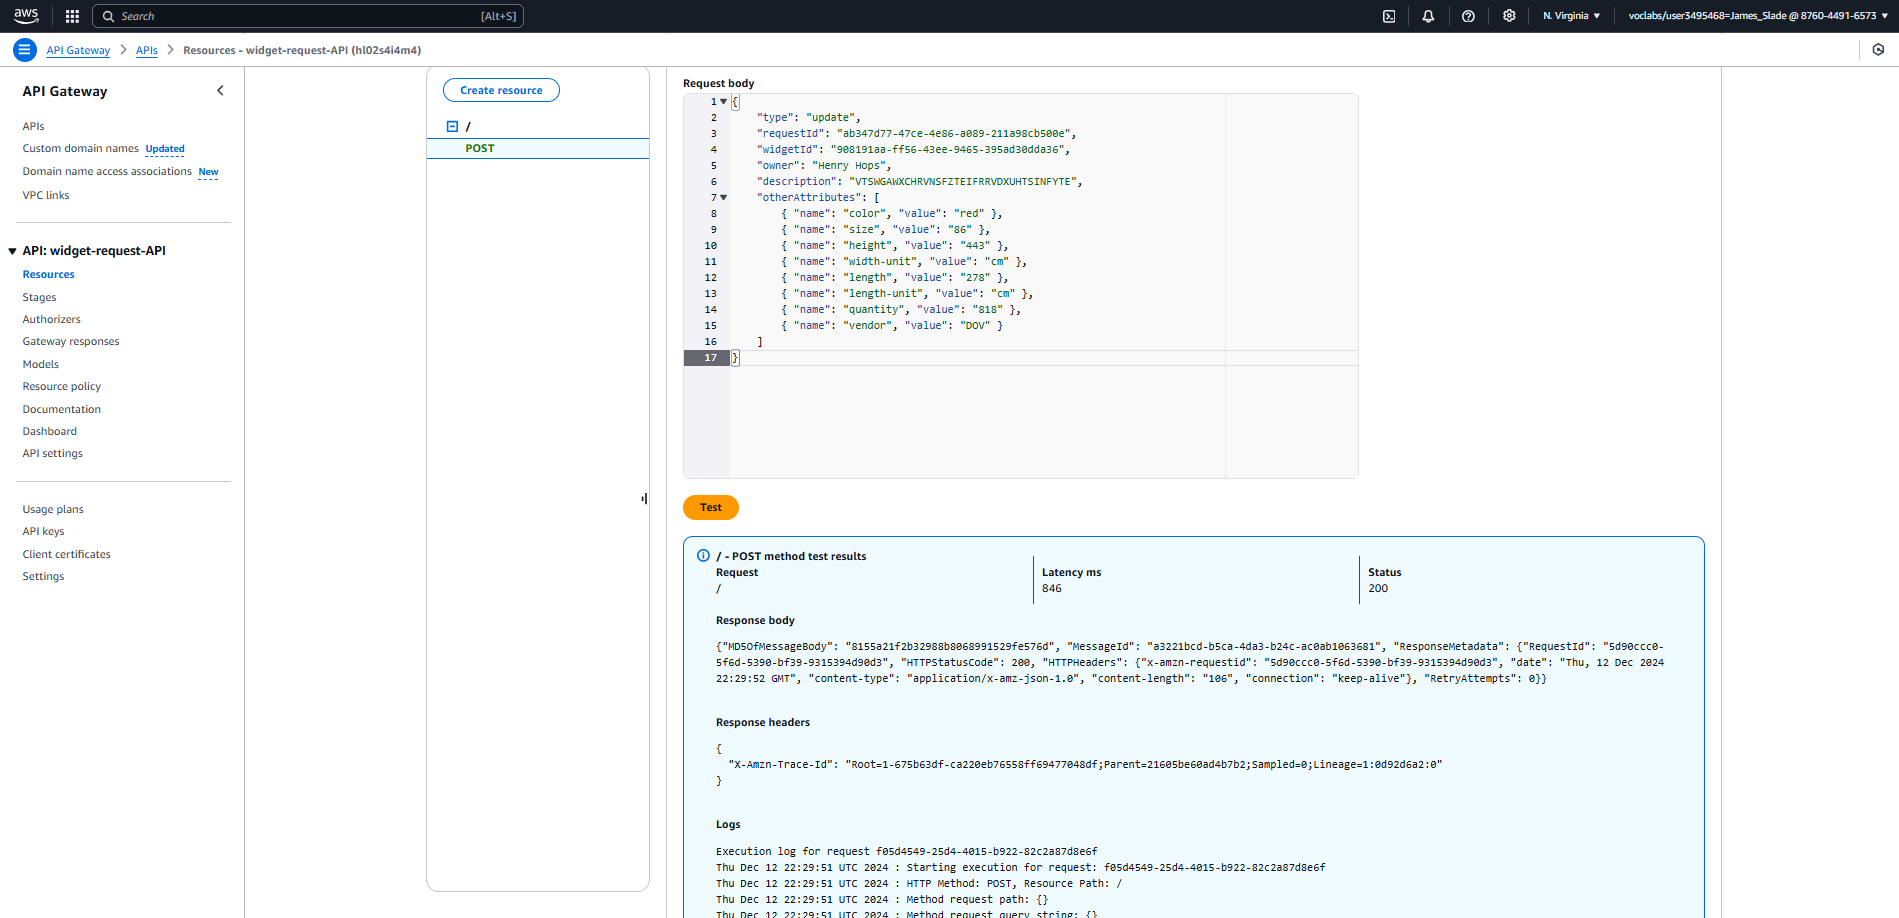 aws
Search [Alt+S]
N. Virginia
voclabs/user3495468=James_Slade @ 8760-4491-6573
API Gateway
APIs
Resources - widget-request-API (hl02s4i4m4)
API Gateway
APIs
Custom domain names Updated
Domain name access associations New
VPC links
API: widget-request-API
Resources
Stages
Authorizers
Gateway responses
Models
Resource policy
Documentation
Dashboard
API settings
Usage plans
API keys
Client certificates
Settings
Create resource
/
POST
Request body
1 {
2 "type": "update",
3 "requestId": "ab347d77-47ce-4e86-a089-211a98cb500e",
4 "widgetId": "908191aa-ff56-43ee-9465-395ad30dda36",
5 "owner": "Henry Hops",
6 "description": "VTSWGAWXCHRVNSFZTEIFRRVDXUHTSINFYTE",
7 "otherAttributes": [
8 { "name": "color", "value": "red" },
9 { "name": "size", "value": "86" },
10 { "name": "height", "value": "443" },
11 { "name": "width-unit", "value": "cm" },
12 { "name": "length", "value": "278" },
13 { "name": "length-unit", "value": "cm" },
14 { "name": "quantity", "value": "818" },
15 { "name": "vendor", "value": "DOV" }
16 ]
17 }
Test
/ - POST method test results
Request
/
Latency ms
846
Status
200
Response body
{"MD5OfMessageBody": "8155a21f2b32988b8068991529fe576d", "MessageId": "a3221bcd-b5ca-4da3-b24c-ac0ab1063681", "ResponseMetadata": {"RequestId": "5d90ccc0-
5f6d-5390-bf39-9315394d90d3", "HTTPStatusCode": 200, "HTTPHeaders": {"x-amzn-requestid": "5d90ccc0-5f6d-5390-bf39-9315394d90d3", "date": "Thu, 12 Dec 2024
22:29:52 GMT", "content-type": "application/x-amz-json-1.0", "content-length": "106", "connection": "keep-alive"}, "RetryAttempts": 0}}
Response headers
{
"X-Amzn-Trace-Id": "Root=1-675b63df-ca220eb76558ff69477048df;Parent=21605be60ad4b7b2;Sampled=0;Lineage=1:0d92d6a2:0"
}
Logs
Execution log for request f05d4549-25d4-4015-b922-82c2a87d8e6f
Thu Dec 12 22:29:51 UTC 2024 : Starting execution for request: f05d4549-25d4-4015-b922-82c2a87d8e6f
Thu Dec 12 22:29:51 UTC 2024 : HTTP Method: POST, Resource Path: /
Thu Dec 12 22:29:51 UTC 2024 : Method request path: {}
Thu Dec 12 22:29:51 UTC 2024 : Method request query string: {}